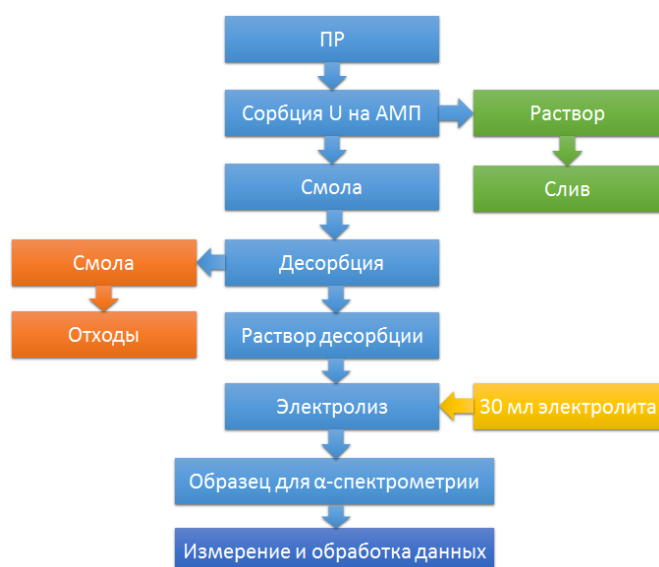 ПР
Сорбция U на АМП
Раствор
Смола
Слив
Смола
Десорбция
Отходы
Раствор десорбции
Электролиз
30 мл электролита
Образец для α-спектрометрии
Измерение и обработка данных